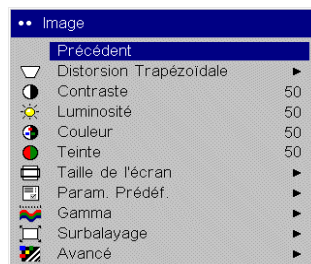 Image
Précédent
Distorsion Trapézoïdale
Contraste 50
Luminosité 50
Couleur 50
Teinte 50
Taille de l'écran
Param. Prédéf.
Gamma
Surbalayage
Avancé